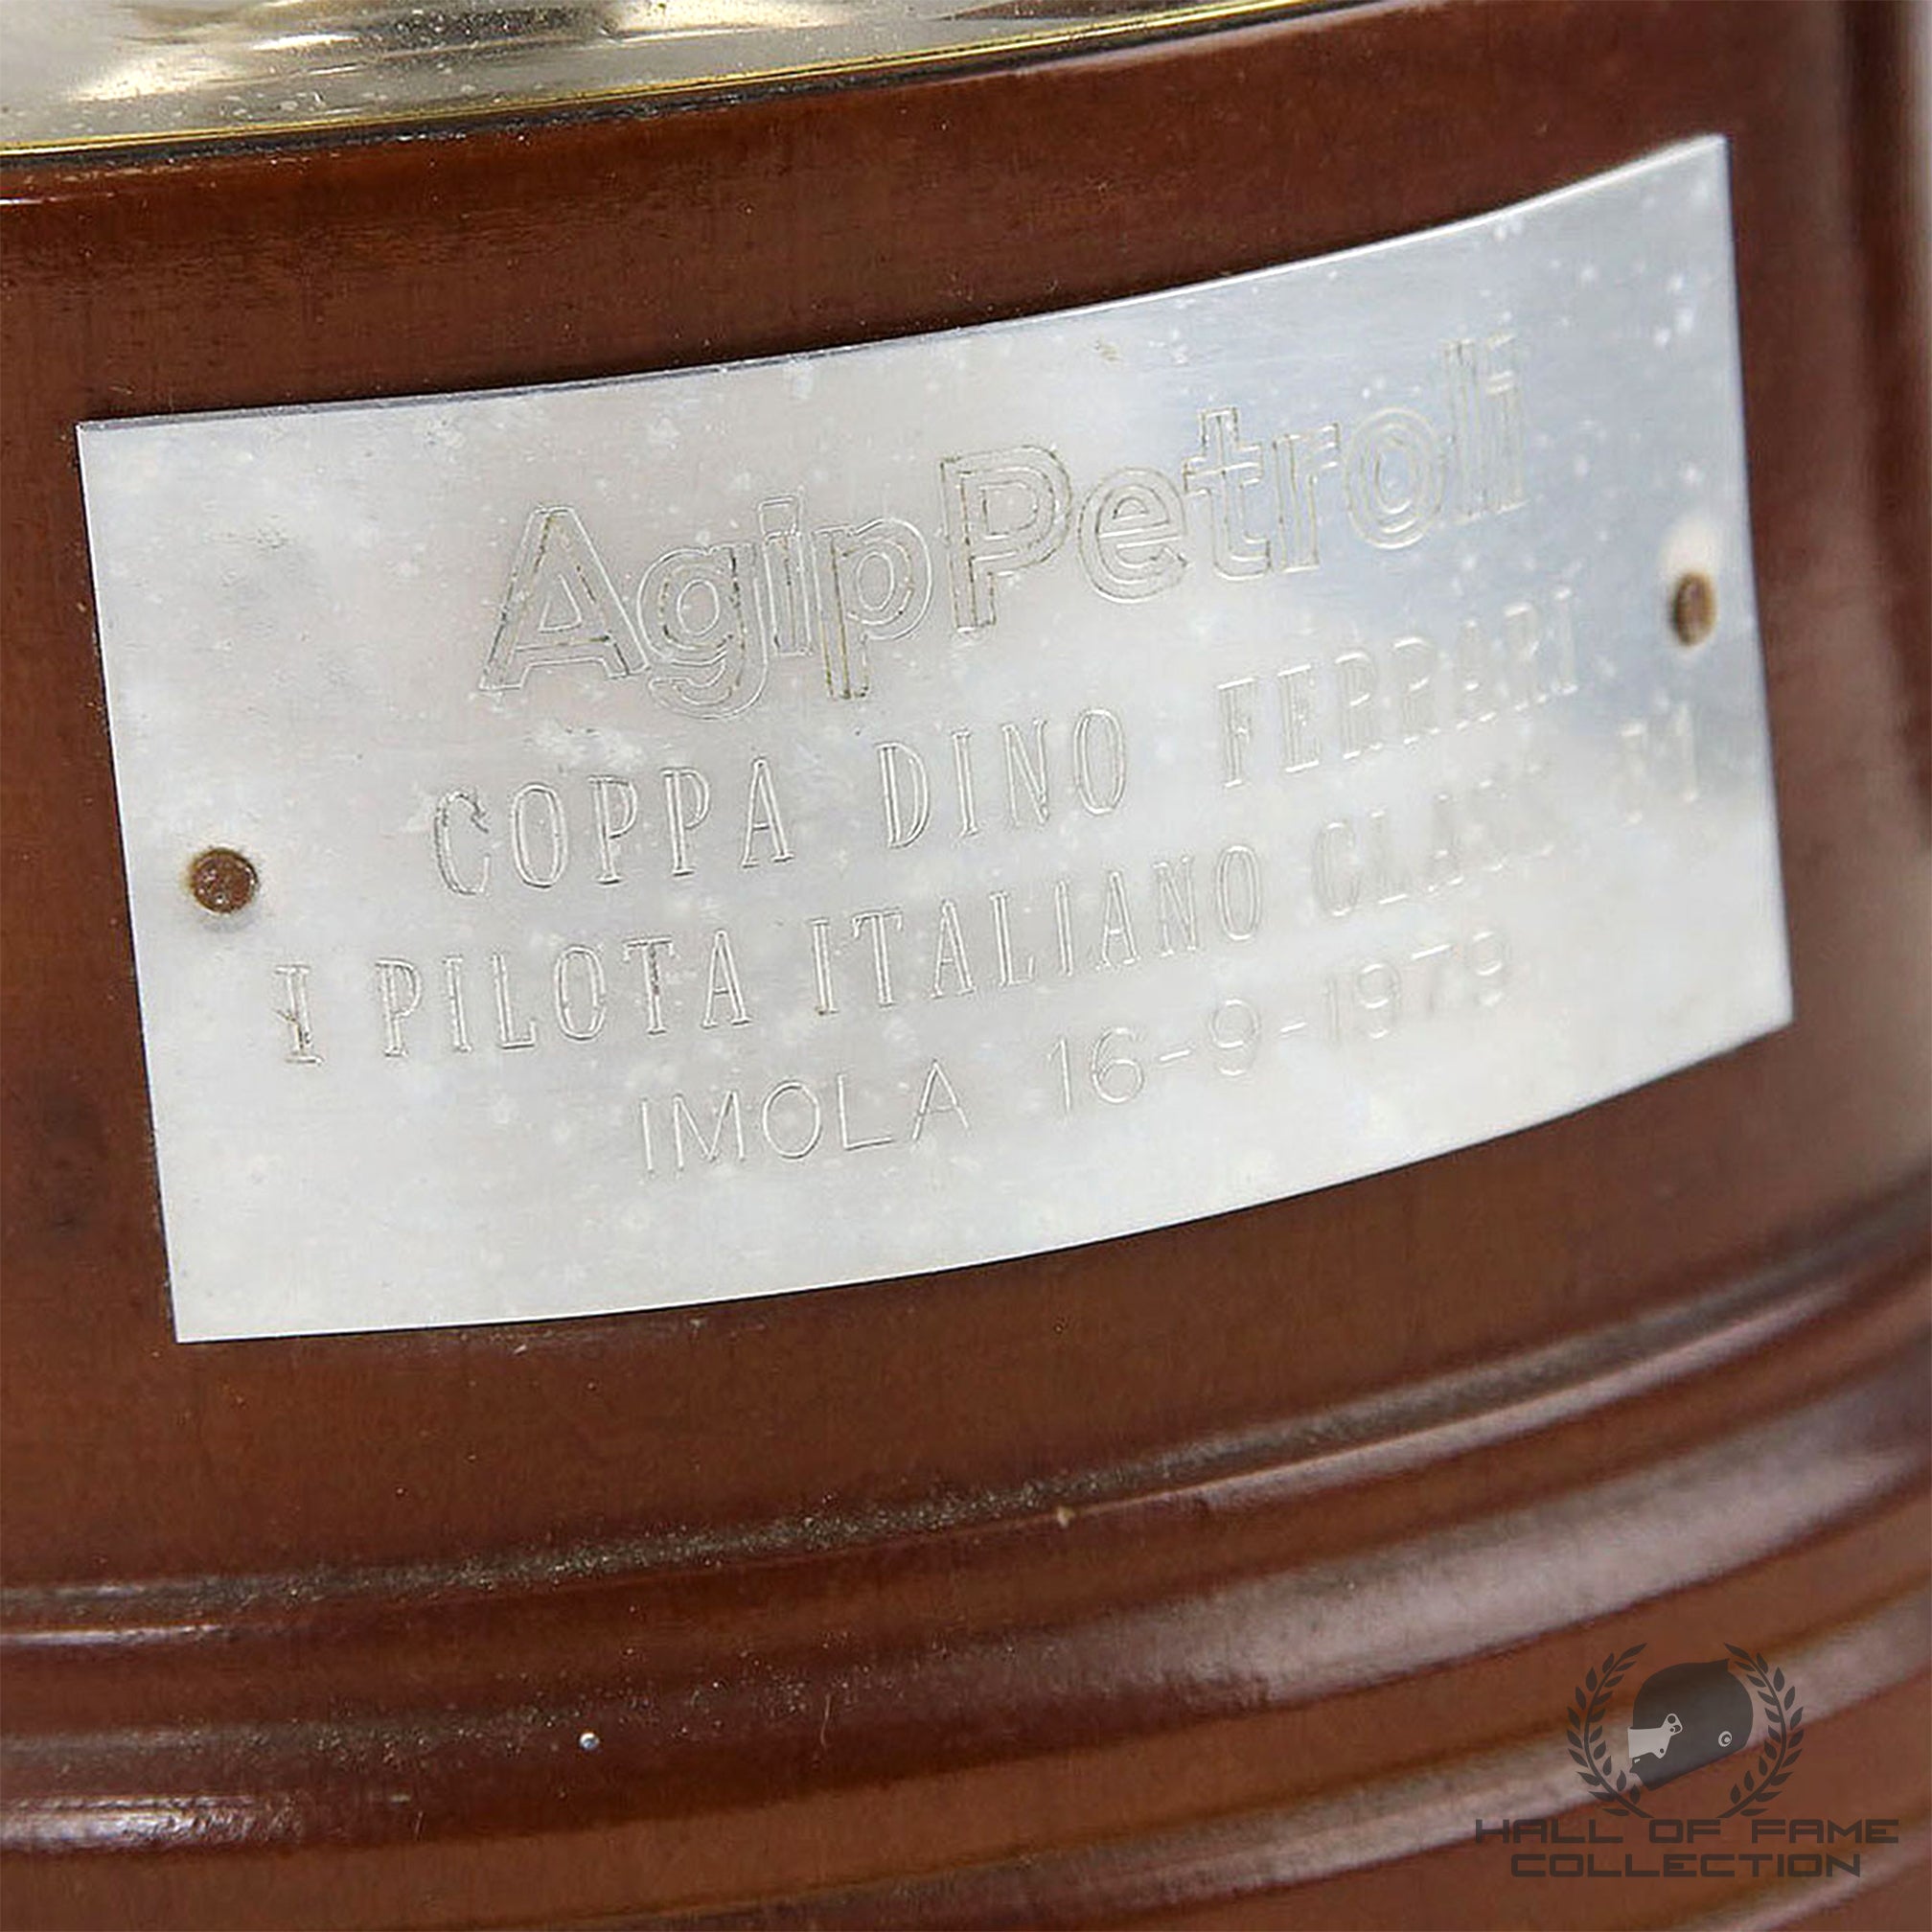 AgipPetroli
COPPA DINO FERRARI
I PILOTA ITALIANO
IMOLA 16-9-1979
HALL OF FAME
COLLECTION